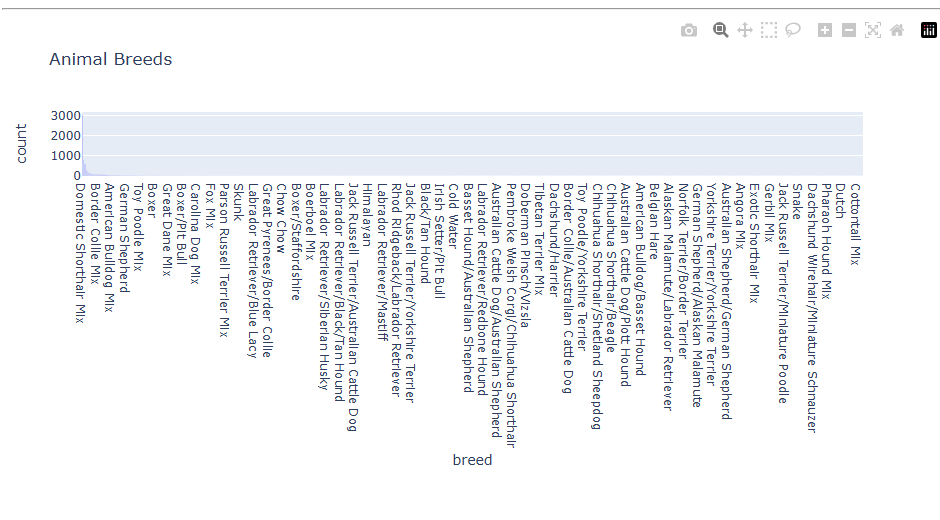 Animal Breeds
count
3000
2000
1000
0
Domestic Shorthair Mix
Border Collie Mix
American Bulldog Mix
German Shepherd
Toy Poodle Mix
Boxer
Great Dane Mix
Boxer/Pit Bull
Carolina Dog Mix
Fox Mix
Parson Russell Terrier Mix
Skunk
Labrador Retriever/Blue Lacy
Great Pyrenees/Border Collie
Chow Chow
Boxer/Staffordshire
Boerboel Mix
Labrador Retriever/Siberian Husky
Labrador Retriever/Black/Tan Hound
Jack Russell Terrier/Australian Cattle Dog
Himalayan
Labrador Retriever/Mastiff
Rhod Ridgeback/Labrador Retriever
Jack Russell Terrier/Yorkshire Terrier
Black/Tan Hound
Irish Setter/Pit Bull
Cold Water
Basset Hound/Australian Shepherd
Labrador Retriever/Redbone Hound
Australian Cattle Dog/Australian Shepherd
Pembroke Welsh Corgi/Chihuahua Shorthair
Doberman Pinsch/Vizsla
Tibetan Terrier Mix
Dachshund/Harrier
Border Collie/Australian Cattle Dog
Toy Poodle/Yorkshire Terrier
Chihuahua Shorthair/Shetland Sheepdog
Chihuahua Shorthair/Beagle
Australian Cattle Dog/Plott Hound
American Bulldog/Basset Hound
Belgian Hare
Alaskan Malamute/Labrador Retriever
Norfolk Terrier/Border Terrier
German Shepherd/Alaskan Malamute
Yorkshire Terrier/Yorkshire Terrier
Australian Shepherd/German Shepherd
Angora Mix
Exotic Shorthair Mix
Gerbil Mix
Jack Russell Terrier/Miniature Poodle
Snake
Dachshund Wirehair/Miniature Schnauzer
Pharaoh Hound Mix
Dutch
Cottontail Mix
breed